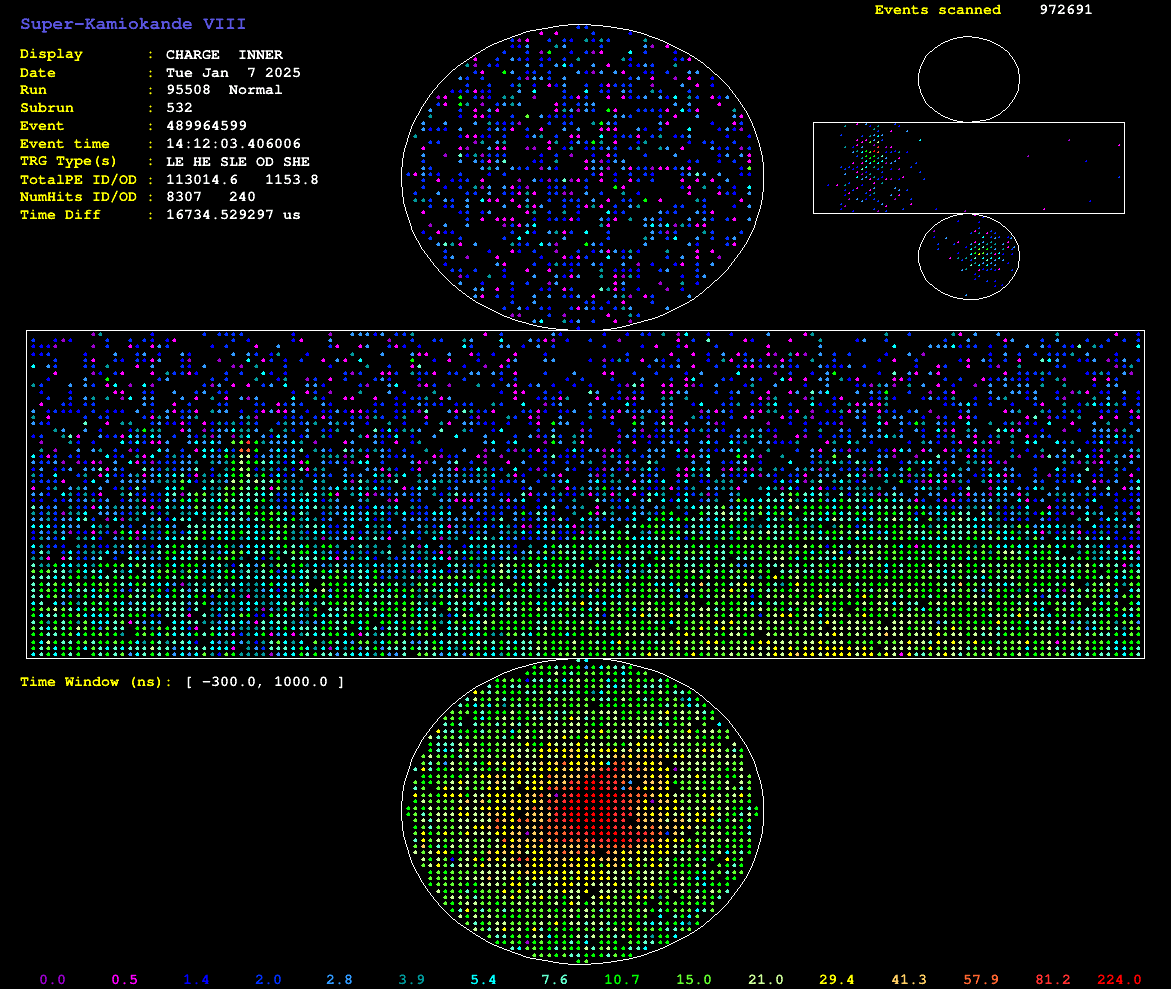 Super-Kamiokande VIII
Events scanned 972691
Display : CHARGE INNER
Date : Tue Jan 7 2025
Run : 95508 Normal
Subrun : 532
Event : 489964599
Event time : 14:12:03.406006
TRG Type(s) : LE HE SLE OD SHE
TotalPE ID/OD : 113014.6 1153.8
NumHits ID/OD : 8307 240
Time Diff : 16734.529297 us
Time Window (ns): [ -300.0, 1000.0 ]
0.0 0.5 1.4 2.0 2.8 3.9 5.4 7.6 10.7 15.0 21.0 29.4 41.3 57.9 81.2 224.0